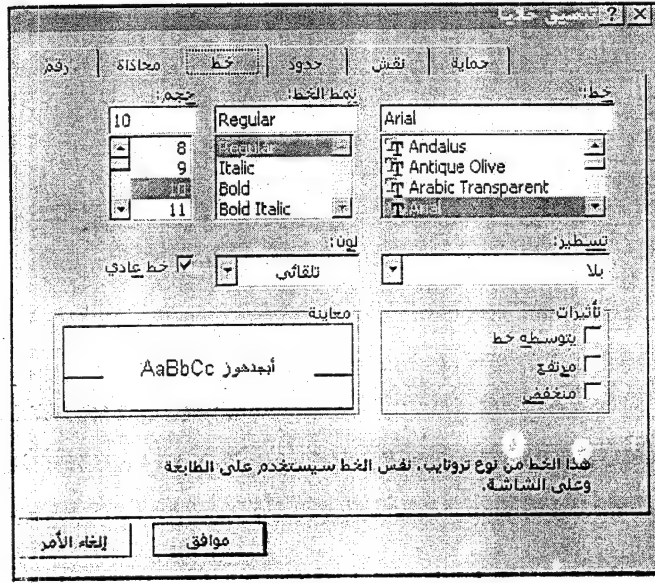 تنسيق خلايا
رقم محاذاة خط حدود نقش حماية
خط: نمط الخط: حجم:
Arial Regular 10
Andalus Regular 8
Antique Olive Italic 9
Arabic Transparent Bold 10
Arial Bold Italic 11
تسطير: لون:
بلا تلقائي خط عادي
تأثيرات معاينة
يتوسطه خط
مرتفع
منخفض
أبجدهوز AaBbCc
هذا الخط من نوع تروتايب، نفس الخط سيستخدم على الطابعة
وعلى الشاشة.
موافق إلغاء الأمر